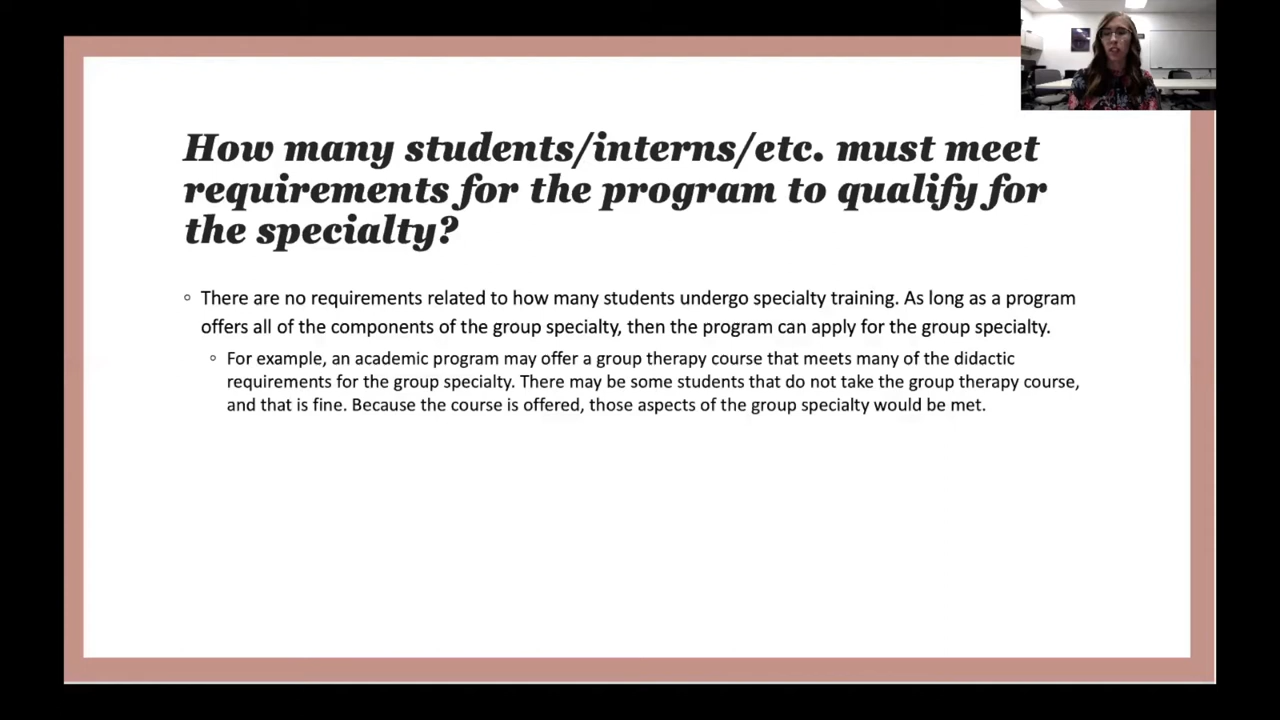 How many students/interns/etc. must meet
requirements for the program to qualify for
the specialty?
There are no requirements related to how many students undergo specialty training. As long as a program
offers all of the components of the group specialty, then the program can apply for the group specialty.
For example, an academic program may offer a group therapy course that meets many of the didactic
requirements for the group specialty. There may be some students that do not take the group therapy course,
and that is fine. Because the course is offered, those aspects of the group specialty would be met.